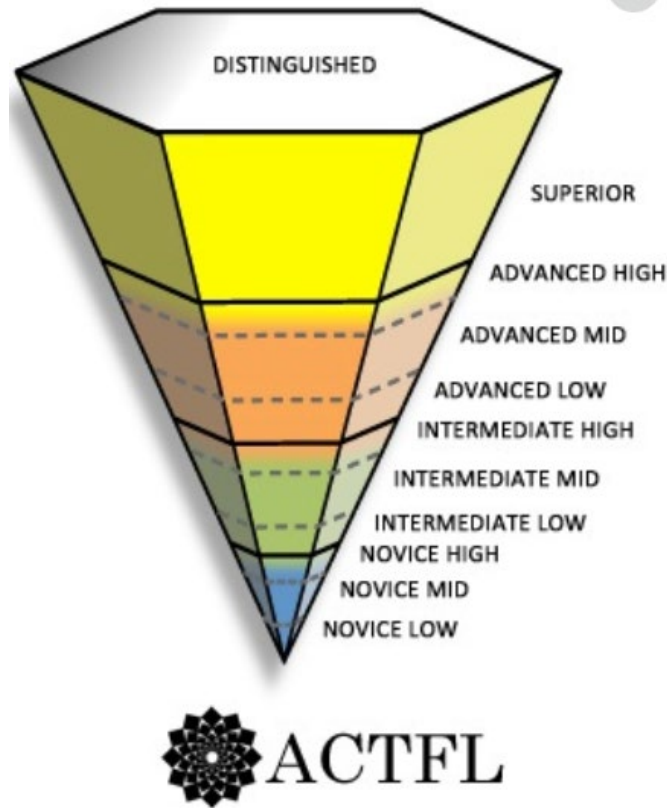 DISTINGUISHED
SUPERIOR
ADVANCED HIGH
ADVANCED MID
ADVANCED LOW
INTERMEDIATE HIGH
INTERMEDIATE MID
INTERMEDIATE LOW
NOVICE HIGH
NOVICE MID
NOVICE LOW
ACTFL